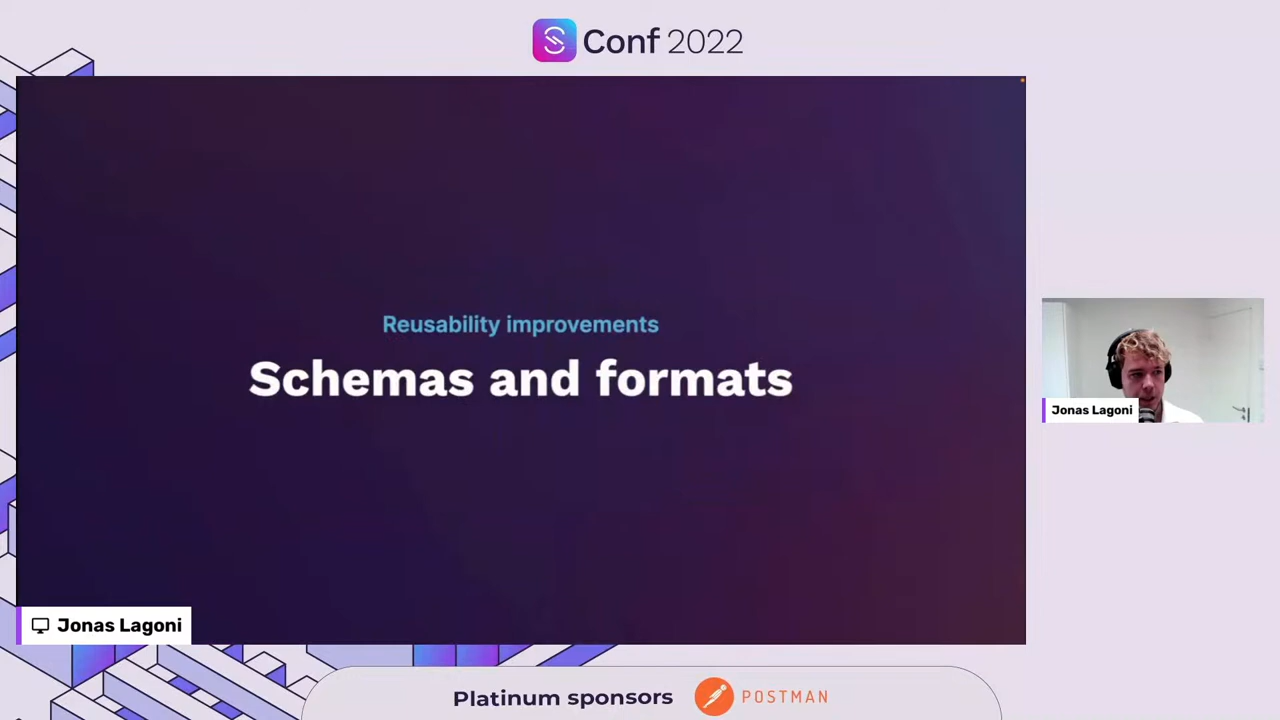 Conf 2022
Reusability improvements
Schemas and formats
Jonas Lagoni
Jonas Lagoni
Platinum sponsors
POSTMAN